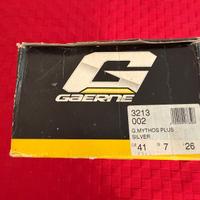 G
GAERNE
3213
002
G.MYTHOS PLUS
SILVER
41 7 26